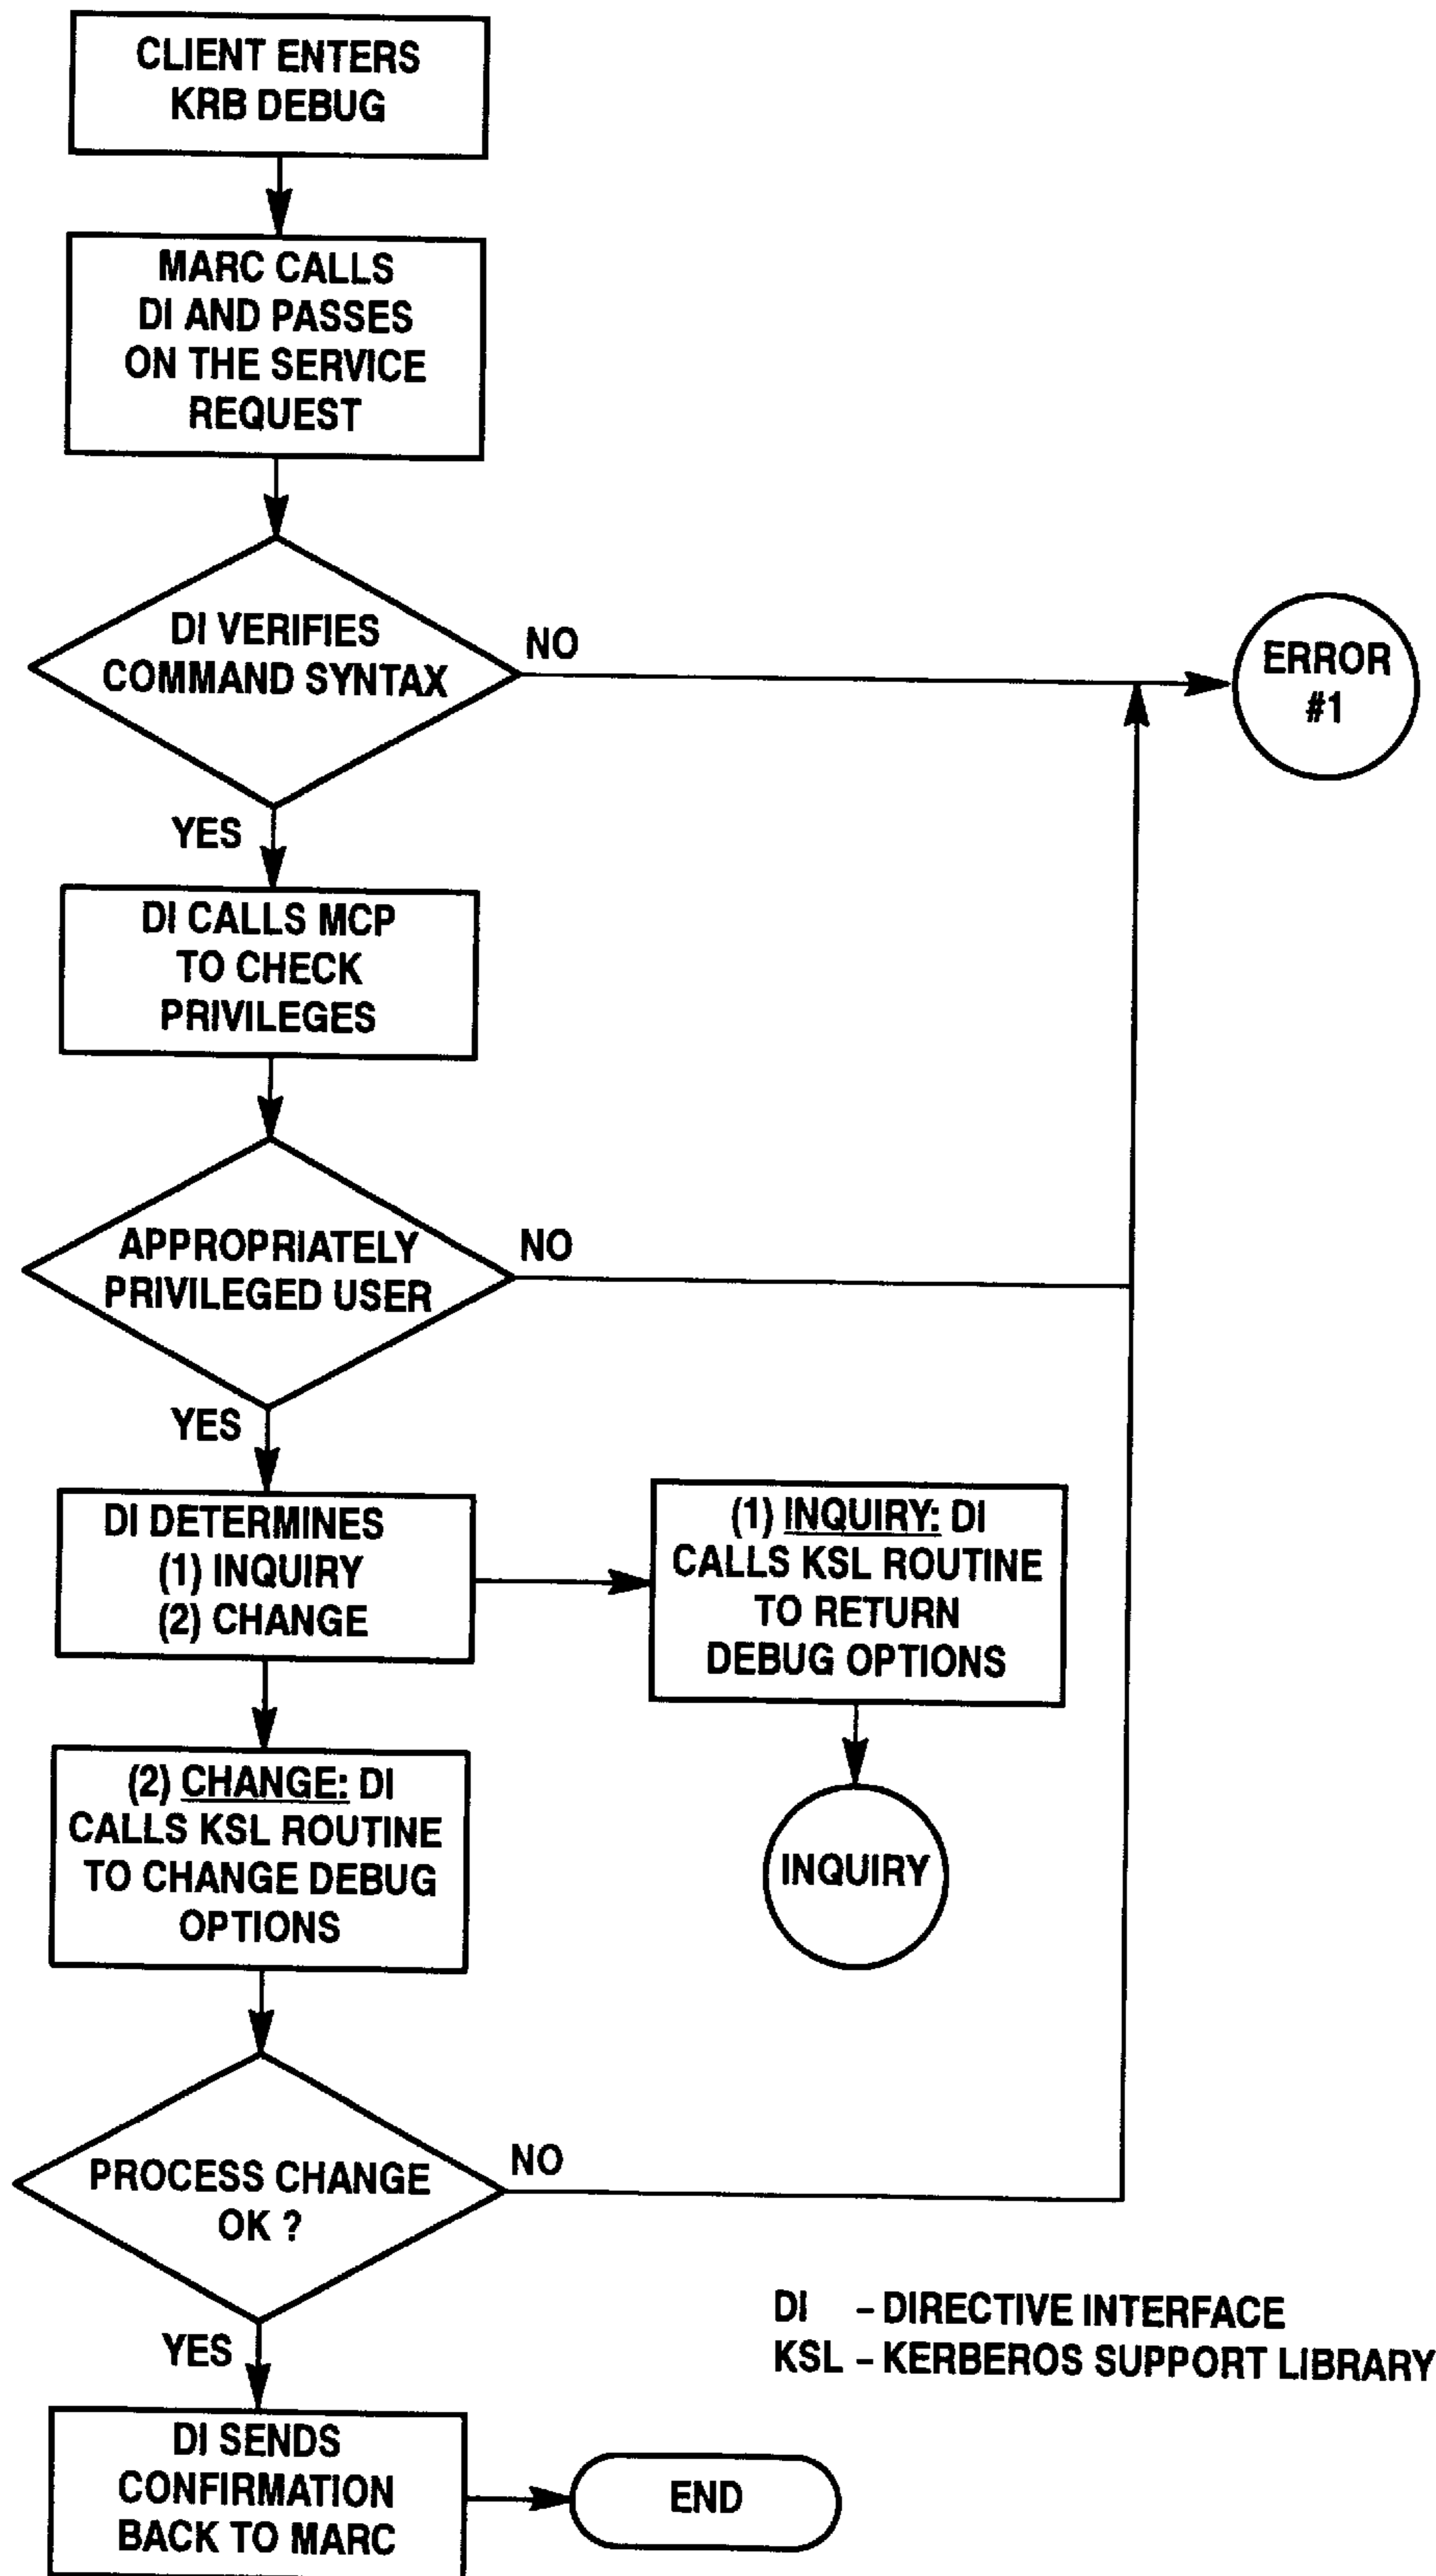 CLIENT ENTERS
KRB DEBUG
MARC CALLS
DI AND PASSES
ON THE SERVICE
REQUEST
DI VERIFIES
COMMAND SYNTAX
NO
ERROR
#1
YES
DI CALLS MCP
TO CHECK
PRIVILEGES
APPROPRIATELY
PRIVILEGED USER
NO
YES
DI DETERMINES
(1) INQUIRY
(2) CHANGE
(1) INQUIRY: DI
CALLS KSL ROUTINE
TO RETURN
DEBUG OPTIONS
INQUIRY
(2) CHANGE: DI
CALLS KSL ROUTINE
TO CHANGE DEBUG
OPTIONS
PROCESS CHANGE
OK ?
NO
YES
DI – DIRECTIVE INTERFACE
KSL – KERBEROS SUPPORT LIBRARY
DI SENDS
CONFIRMATION
BACK TO MARC
END